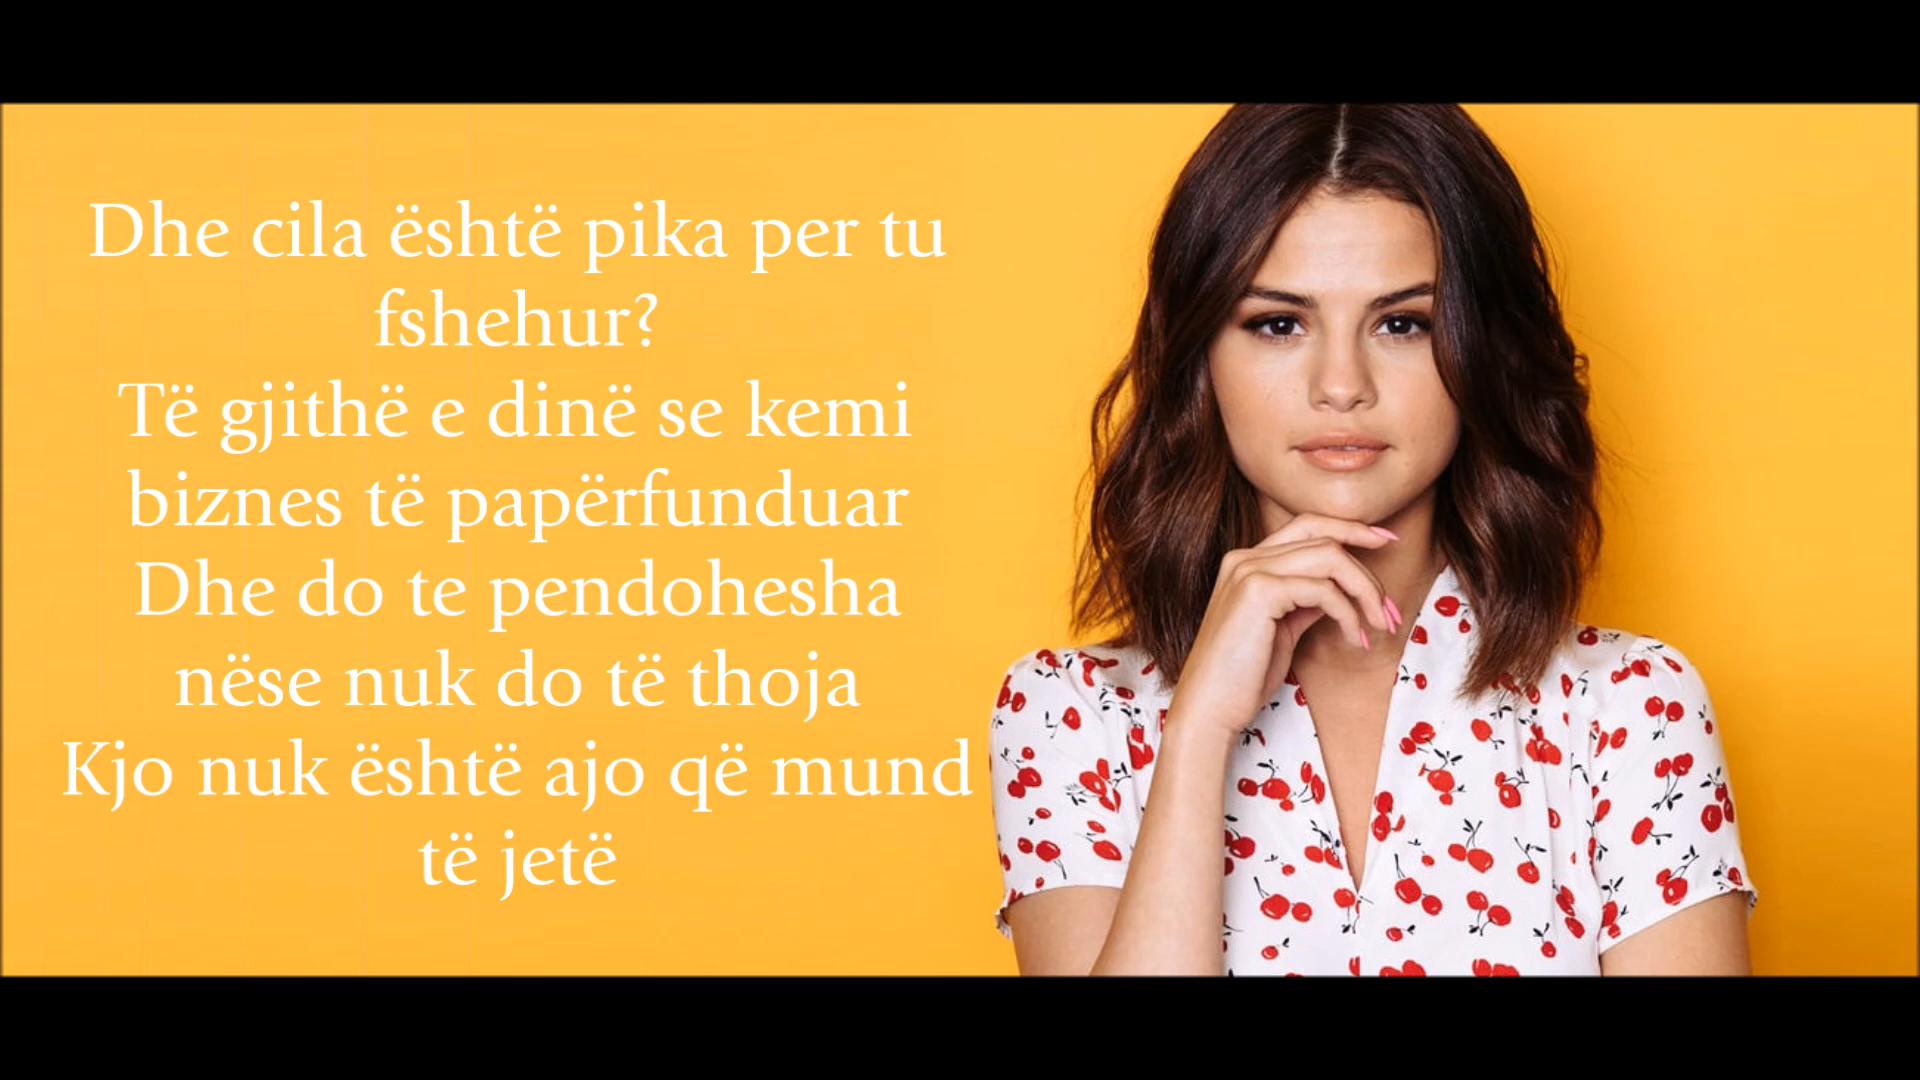 Dhe cila është pika per tu
fshehur?
Të gjithë e dinë se kemi
biznes të papërfunduar
Dhe do te pendohesha
nëse nuk do të thoja
Kjo nuk është ajo që mund
të jetë